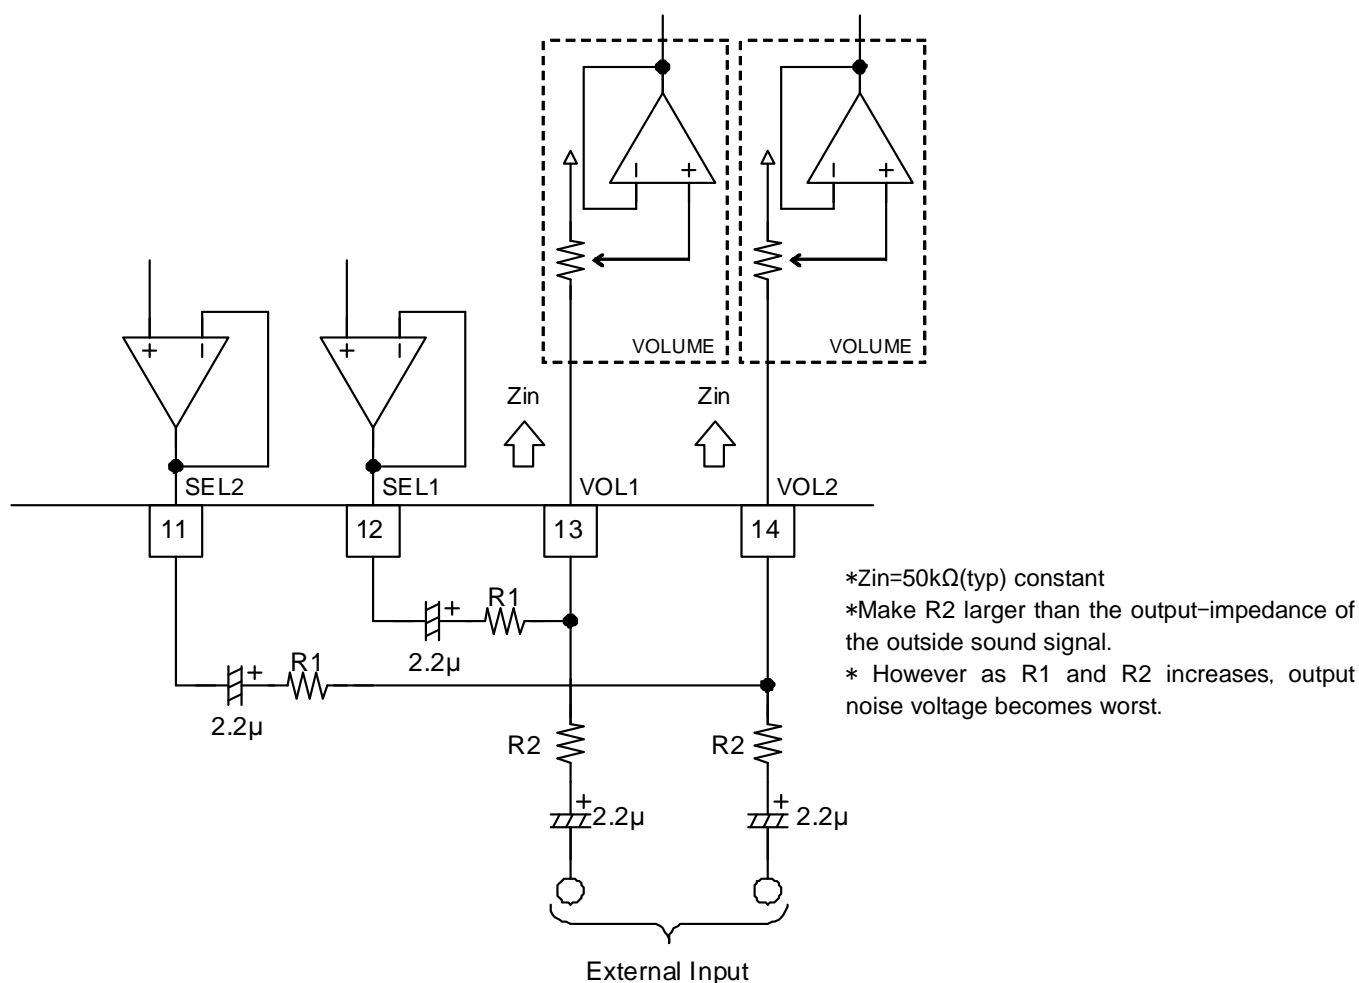 VOLUME
VOLUME
Zin
Zin
+
+
+
+
SEL2
SEL1
VOL1
VOL2
11
12
13
14
*Zin=50kΩ(typ) constant
*Make R2 larger than the output-impedance of
the outside sound signal.
* However as R1 and R2 increases, output
noise voltage becomes worst.
+
R1
2.2μ
+
R1
2.2μ
R2
R2
+
2.2μ
+
2.2μ
External Input